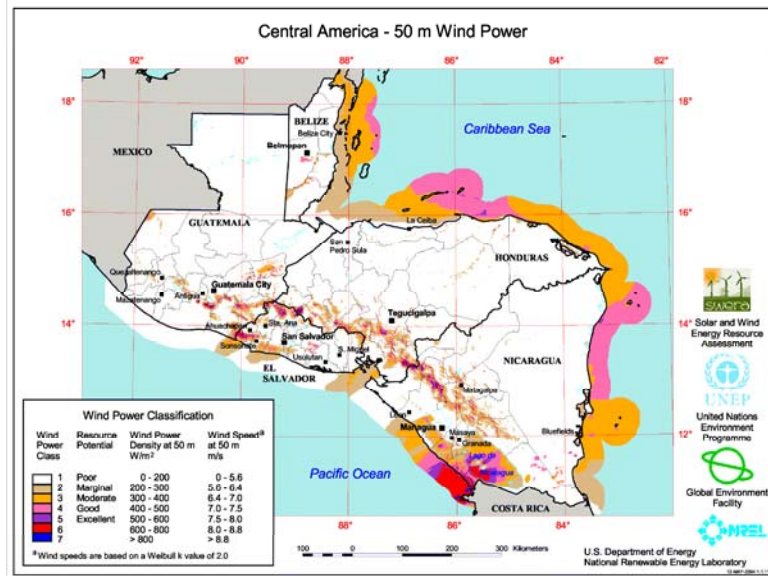 Central America - 50 m Wind Power
90°
88°
86°
84°
82°
18°
18°
BELIZE
Belize City
Belmopan
Caribbean Sea
MEXICO
16°
16°
GUATEMALA
La Ceiba
San
Pedro Sula
HONDURAS
Guatemala City
Antigua
Tegucigalpa
14°
14°
Ahuachapan
Sta. Ana
San Salvador
Sonsonate
Usulutan
S. Miguel
EL
SALVADOR
NICARAGUA
Matagalpa
Leon
Managua
Masaya
Granada
Bluefields
12°
Lago de
Nicaragua
Pacific Ocean
COSTA RICA
88°
86°
84°
Wind Power Classification
Wind Power Class
Resource Potential
Wind Power Density at 50 m W/m²
Wind Speedᵃ at 50 m m/s
1 Poor 0 - 200 0 - 5.6
2 Marginal 200 - 300 5.6 - 6.4
3 Moderate 300 - 400 6.4 - 7.0
4 Good 400 - 500 7.0 - 7.5
5 Excellent 500 - 600 7.5 - 8.0
6 600 - 800 8.0 - 8.8
7 > 800 > 8.8
ᵃ Wind speeds are based on a Weibull k value of 2.0
100 0 100 200 300 Kilometers
SWERA
Solar and Wind
Energy Resource
Assessment
UNEP
United Nations
Environment
Programme
Global Environment
Facility
NREL
U.S. Department of Energy
National Renewable Energy Laboratory